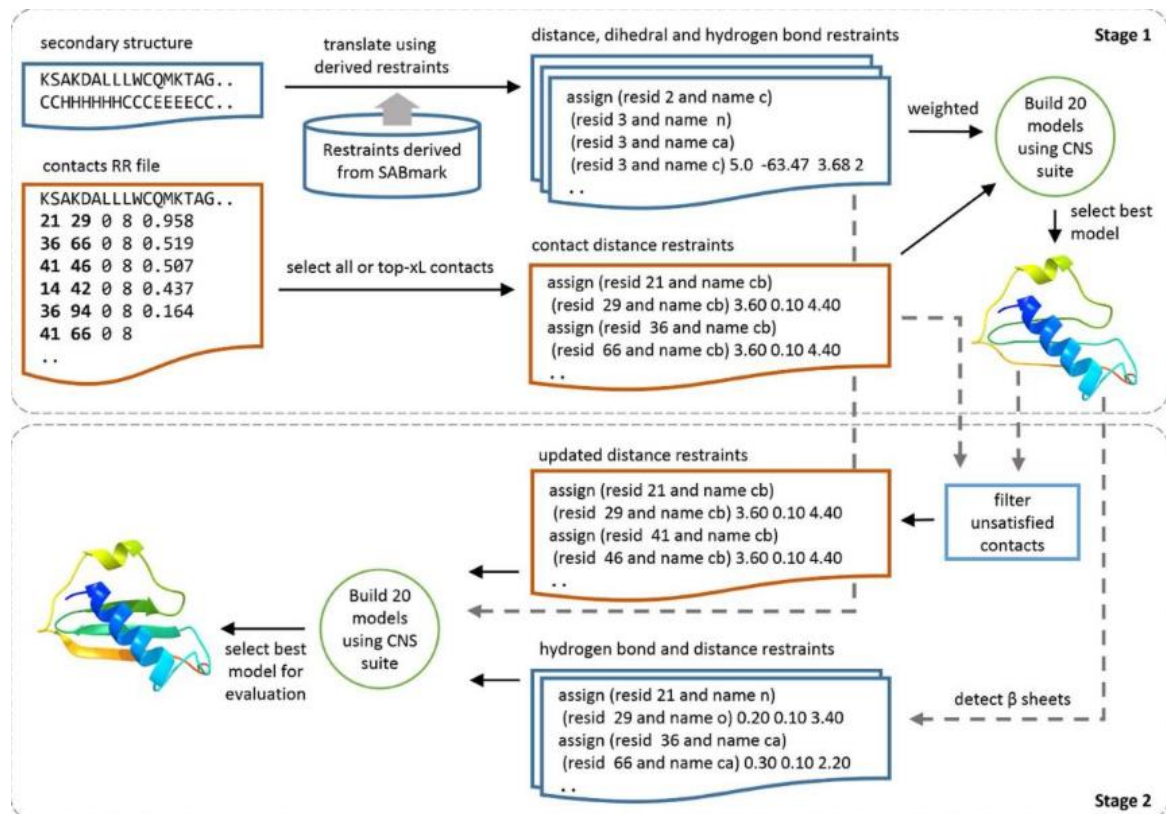 Stage 1
secondary structure
KSAKDALLLWCQMKTAG..
CCHHHHHHCCCEEEECC..
translate using
derived restraints
Restraints derived
from SABmark
distance, dihedral and hydrogen bond restraints
assign (resid 2 and name c)
(resid 3 and name n)
(resid 3 and name ca)
(resid 3 and name c) 5.0 -63.47 3.68 2
..
weighted
Build 20
models
using CNS
suite
select best
model
contacts RR file
KSAKDALLLWCQMKTAG..
21 29 0 8 0.958
36 66 0 8 0.519
41 46 0 8 0.507
14 42 0 8 0.437
36 94 0 8 0.164
41 66 0 8
..
select all or top-xL contacts
contact distance restraints
assign (resid 21 and name cb)
(resid 29 and name cb) 3.60 0.10 4.40
assign (resid 36 and name cb)
(resid 66 and name cb) 3.60 0.10 4.40
..
updated distance restraints
assign (resid 21 and name cb)
(resid 29 and name cb) 3.60 0.10 4.40
assign (resid 41 and name cb)
(resid 46 and name cb) 3.60 0.10 4.40
..
filter
unsatisfied
contacts
Build 20
models
using CNS
suite
select best
model for
evaluation
hydrogen bond and distance restraints
assign (resid 21 and name n)
(resid 29 and name o) 0.20 0.10 3.40
assign (resid 36 and name ca)
(resid 66 and name ca) 0.30 0.10 2.20
..
detect β sheets
Stage 2